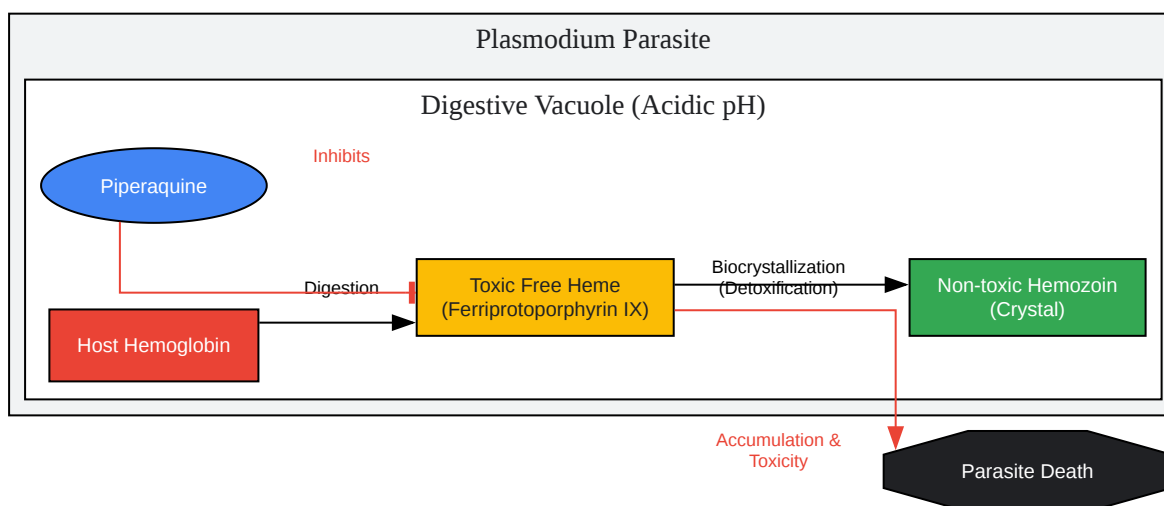 Plasmodium Parasite
Digestive Vacuole (Acidic pH)
Inhibits
Piperaquine
Digestion
Host Hemoglobin
Toxic Free Heme
(Ferriprotoporphyrin IX)
Biocrystallization
(Detoxification)
Non-toxic Hemozoin
(Crystal)
Accumulation &
Toxicity
Parasite Death